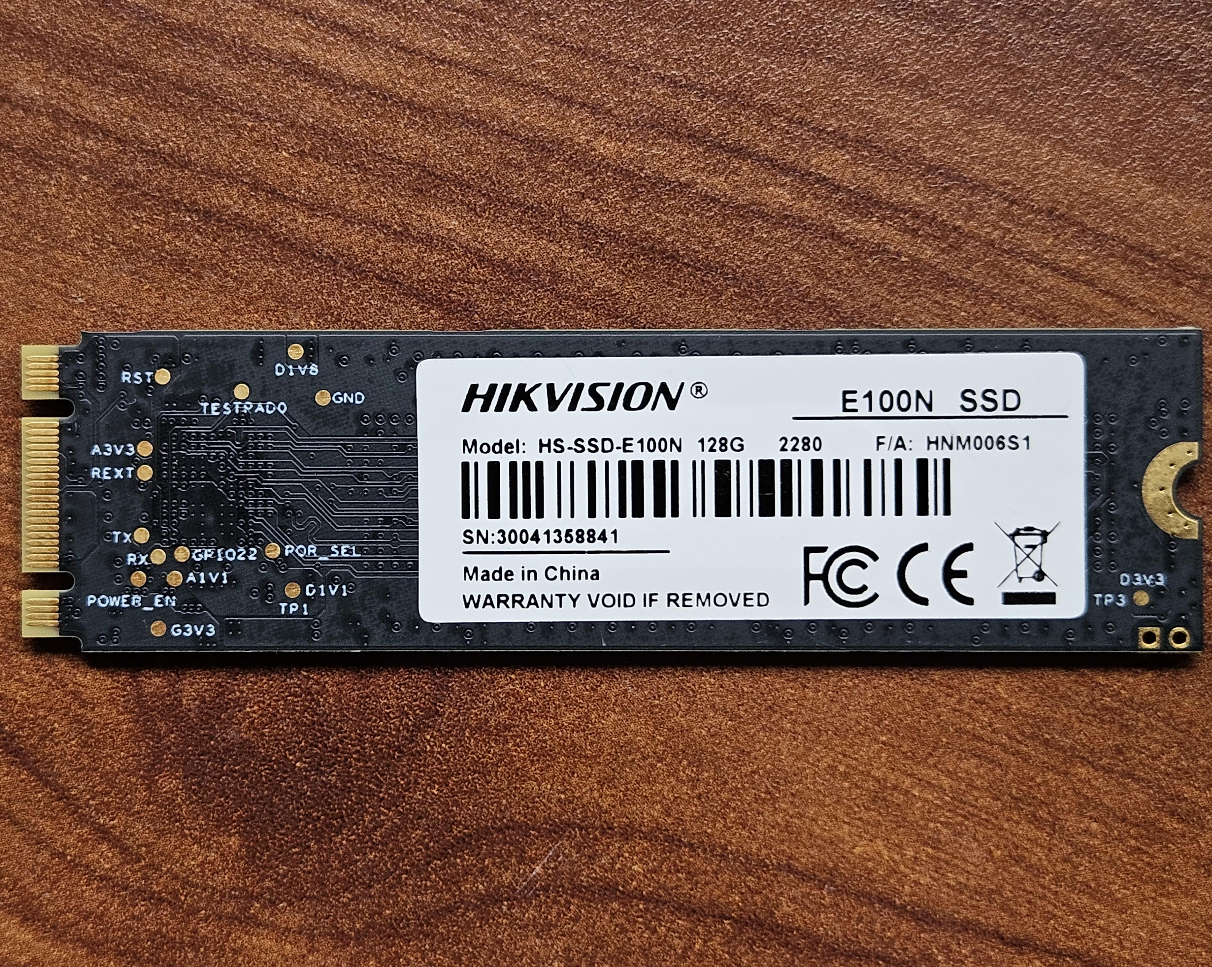 D1V8
RST
TESTPAD0
GND
A3V3
REXT
Tx
RX
GPIO22
POR_SEL
A1V1
D1V1
POWER_EN
TP1
G3V3
HIKVISION®
E100N SSD
Model: HS-SSD-E100N 128G 2280 F/A: HNM006S1
SN:30041358841
Made in China
WARRANTY VOID IF REMOVED
FC CE
D3V3
TP3